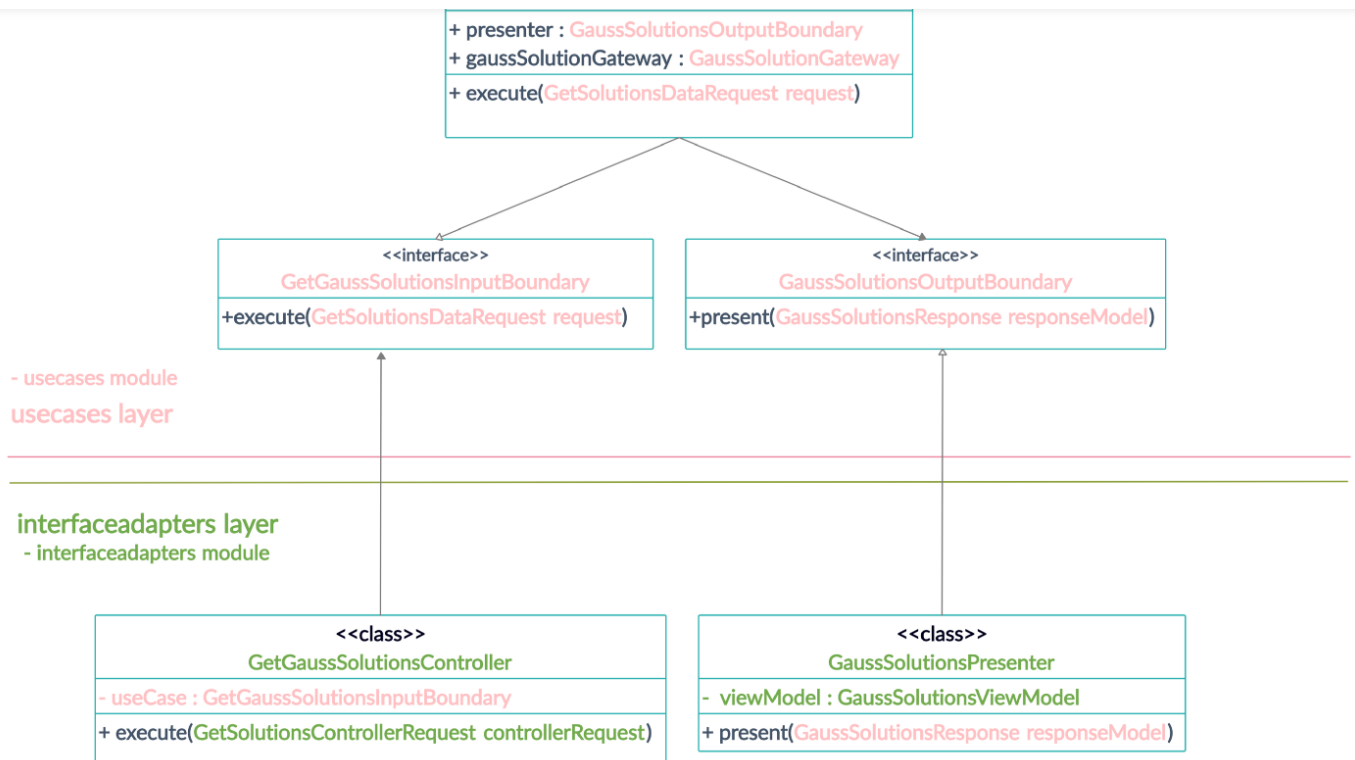 + presenter : GaussSolutionsOutputBoundary
+ gaussSolutionGateway : GaussSolutionGateway
+ execute(GetSolutionsDataRequest request)
<<interface>>
GetGaussSolutionsInputBoundary
+execute(GetSolutionsDataRequest request)
<<interface>>
GaussSolutionsOutputBoundary
+present(GaussSolutionsResponse responseModel)
- usecases module
usecases layer
interfaceadapters layer
- interfaceadapters module
<<class>>
GetGaussSolutionsController
- useCase : GetGaussSolutionsInputBoundary
+ execute(GetSolutionsControllerRequest controllerRequest)
<<class>>
GaussSolutionsPresenter
- viewModel : GaussSolutionsViewModel
+ present(GaussSolutionsResponse responseModel)